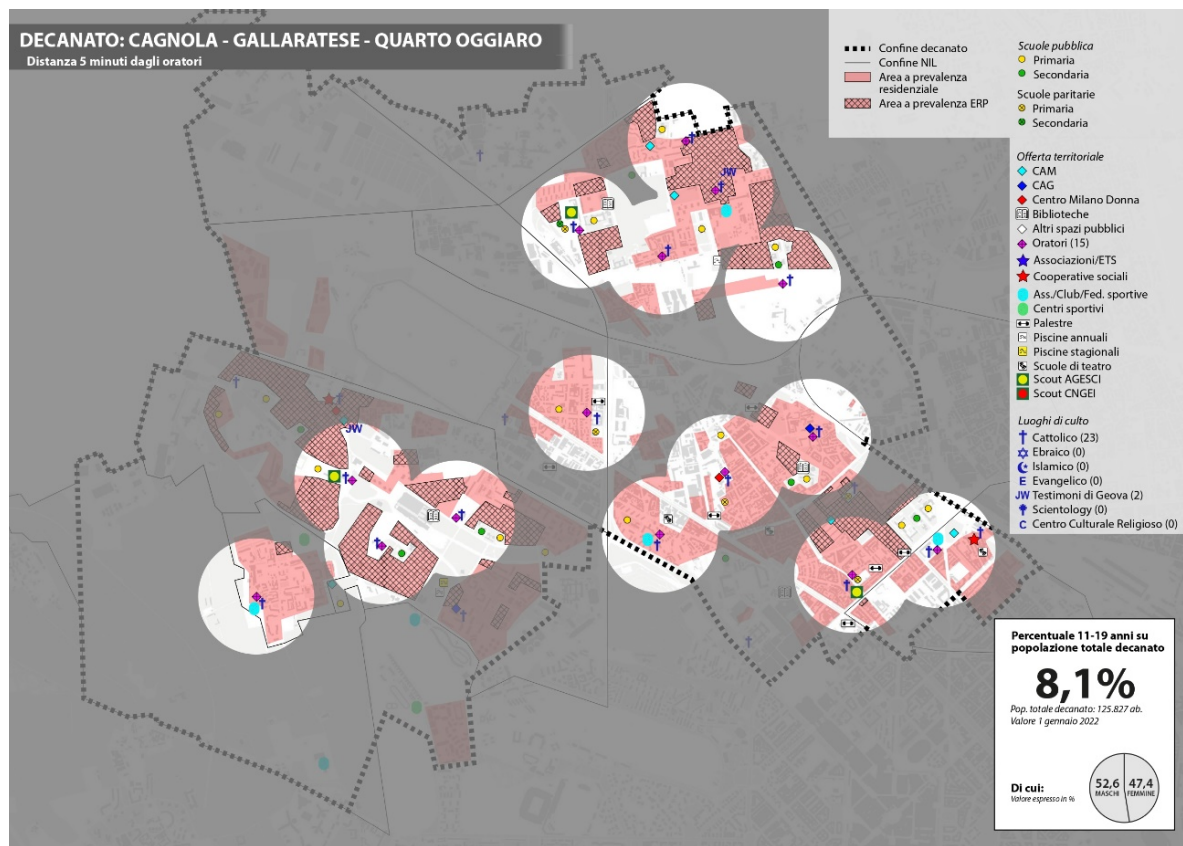 DECANATO: CAGNOLA - GALLARATESE - QUARTO OGGIARO
Distanza 5 minuti dagli oratori
Confine decanato
Confine NIL
Area a prevalenza
residenziale
Area a prevalenza ERP
Scuole pubblica
Primaria
Secondaria
Scuole paritarie
Primaria
Secondaria
Offerta territoriale
CAM
CAG
Centro Milano Donna
Biblioteche
Altri spazi pubblici
Oratori (15)
Associazioni/ETS
Cooperative sociali
Ass./Club/Fed. sportive
Centri sportivi
Palestre
Piscine annuali
Piscine stagionali
Scuole di teatro
Scout AGESCI
Scout CNGEI
Luoghi di culto
Cattolico (23)
Ebraico (0)
Islamico (0)
E Evangelico (0)
JW Testimoni di Geova (2)
Scientology (0)
C Centro Culturale Religioso (0)
JW
JW
Percentuale 11-19 anni su
popolazione totale decanato
8,1%
Pop. totale decanato: 125.827 ab.
Valore 1 gennaio 2022
Di cui:
Valore espresso in %
52,6
MASCHI
47,4
FEMMINE